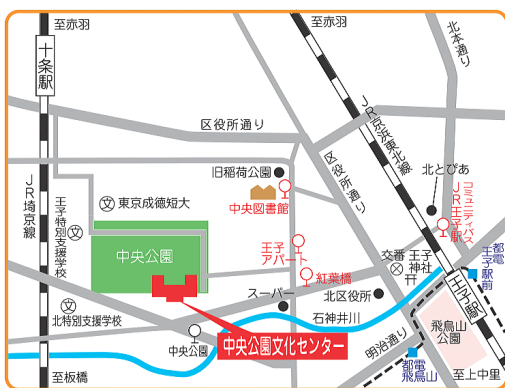 至赤羽
至赤羽
北本通り
十条駅
区役所通り
JR京浜東北線
旧稲荷公園
区役所通り
北とぴあ
コミュニティバス
JR王子駅
JR埼京線
王子特別支援学校
文
文
東京成徳短大
中央図書館
中央公園
王子
アパート
交番
王子
神社
都電
王子駅前
紅葉橋
王子駅
文
北特別支援学校
スーパー
北区役所
石神井川
飛鳥山
公園
中央公園
中央公園文化センター
明治通り
都電
飛鳥山
至板橋
至上中里